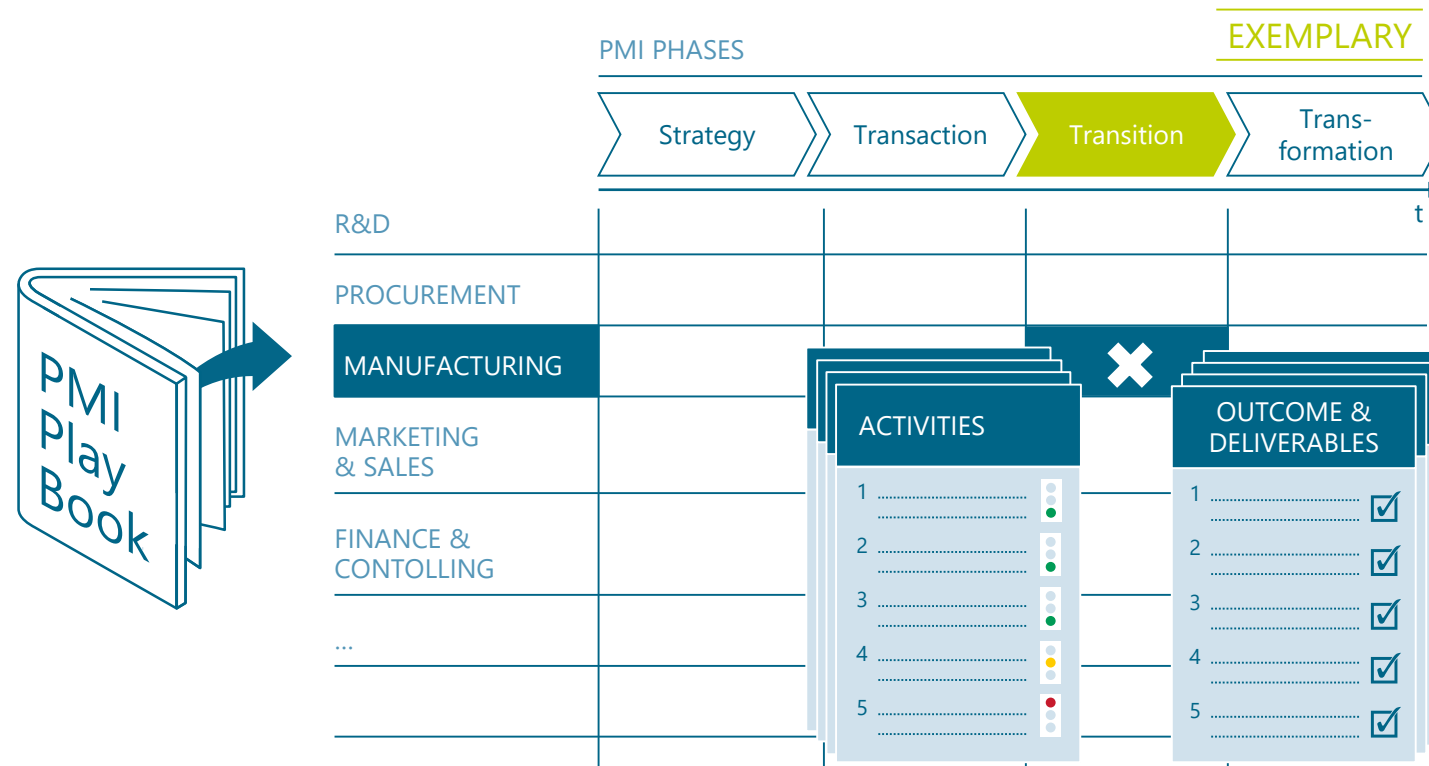 EXEMPLARY
PMI PHASES
Strategy
Transaction
Transition
Trans-
formation
t
R&D
PROCUREMENT
MANUFACTURING
MARKETING
& SALES
FINANCE &
CONTOLLING
...
PMI
Play
Book
ACTIVITIES
1
2
3
4
5
OUTCOME &
DELIVERABLES
1
2
3
4
5